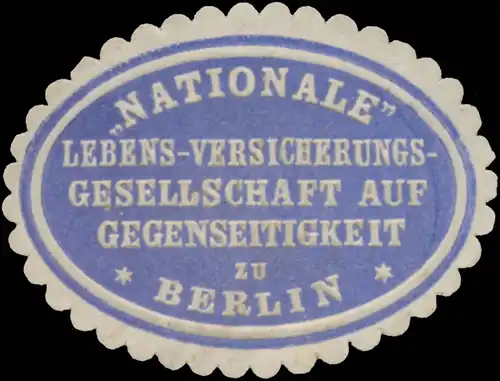 „NATIONALE”
LEBENS-VERSICHERUNGS-
GESELLSCHAFT AUF
GEGENSEITIGKEIT
ZU
* BERLIN *